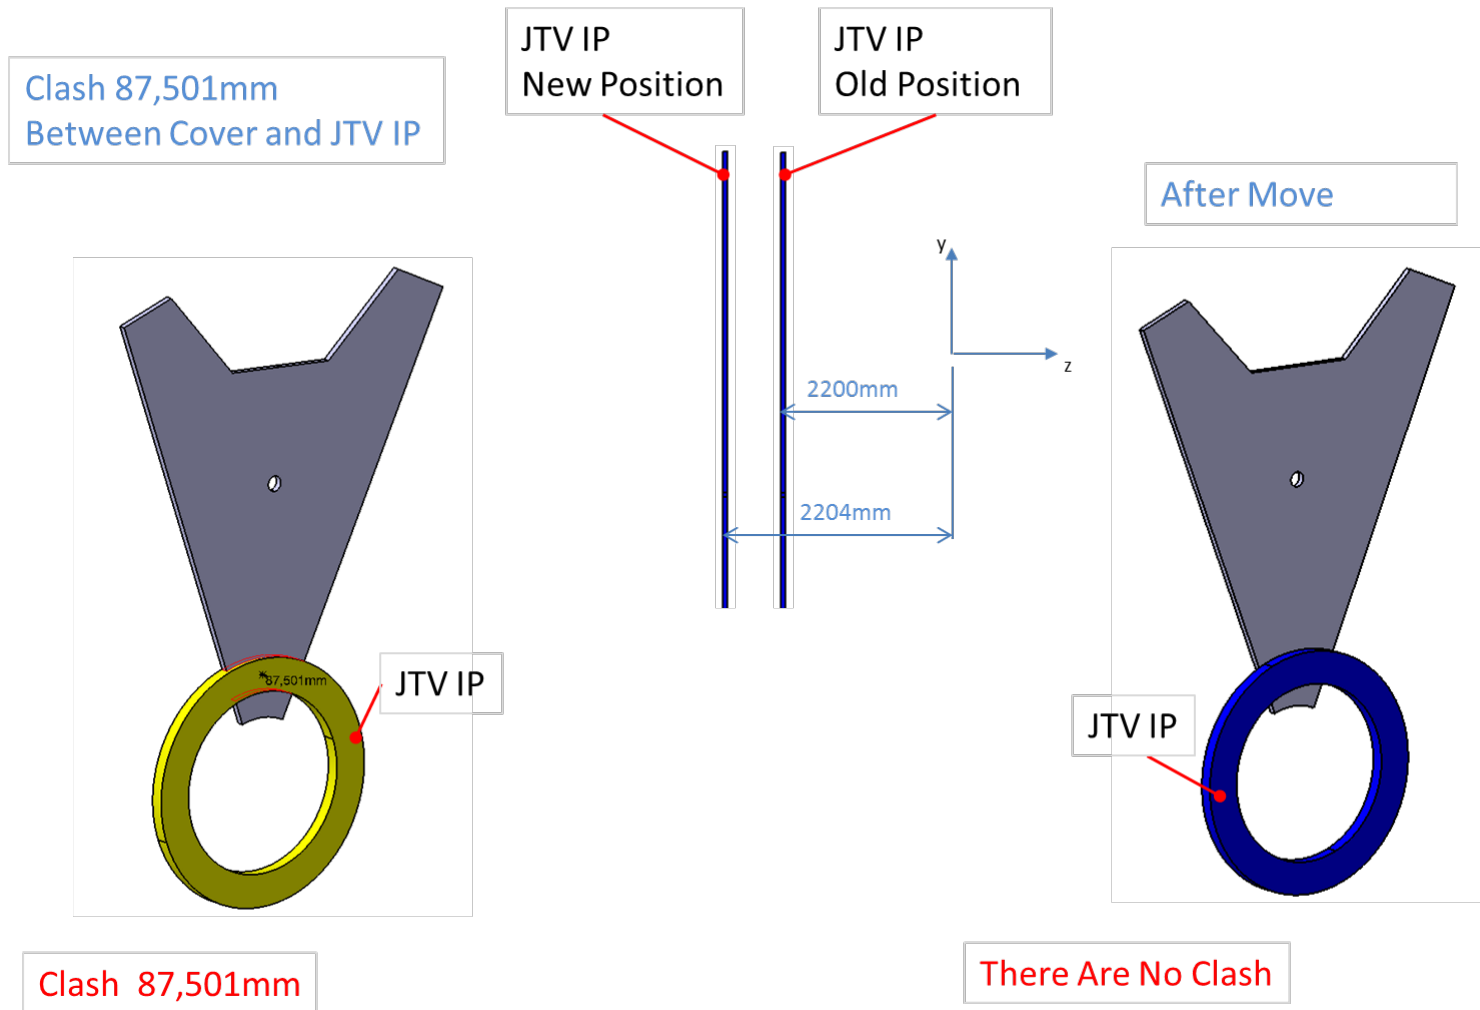 JTV IP
New Position
JTV IP
Old Position
Clash 87,501mm
Between Cover and JTV IP
After Move
y
z
2200mm
2204mm
87,501mm
JTV IP
JTV IP
Clash  87,501mm
There Are No Clash